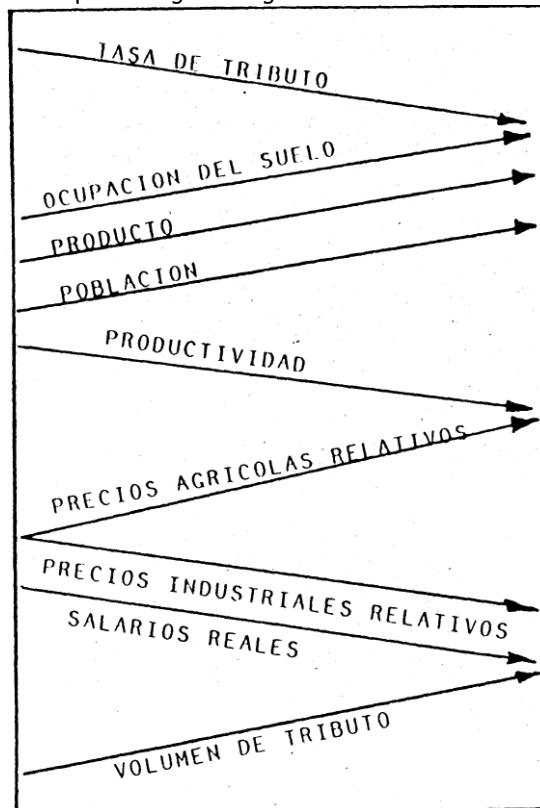 TASA DE TRIBUTO
OCUPACION DEL SUELO
PRODUCTO
POBLACION
PRODUCTIVIDAD
PRECIOS AGRICOLAS RELATIVOS
PRECIOS INDUSTRIALES RELATIVOS
SALARIOS REALES
VOLUMEN DE TRIBUTO